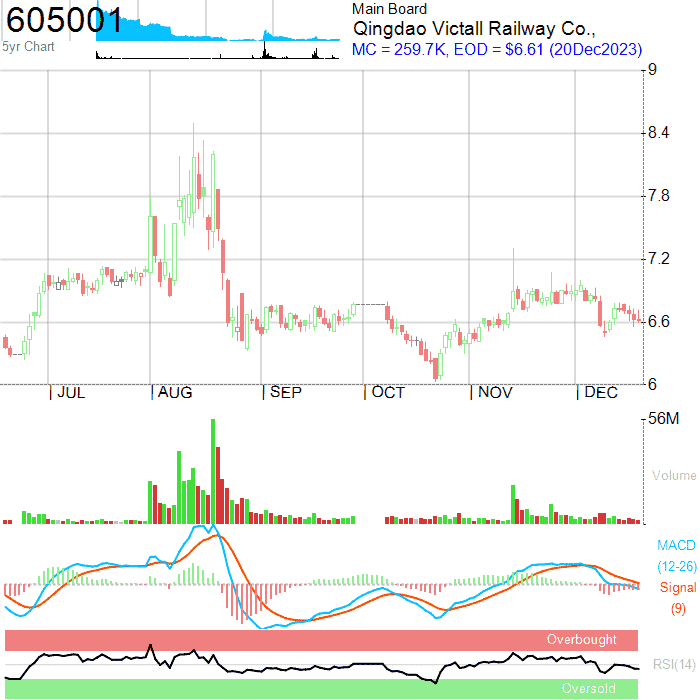 605001
5yr Chart
Main Board
Qingdao Victall Railway Co.,
MC = 259.7K, EOD = $6.61 (20Dec2023)
9
8.4
7.8
7.2
6.6
6
JUL AUG SEP OCT NOV DEC
56M
Volume
MACD
(12-26)
Signal
(9)
Overbought
RSI(14)
Oversold